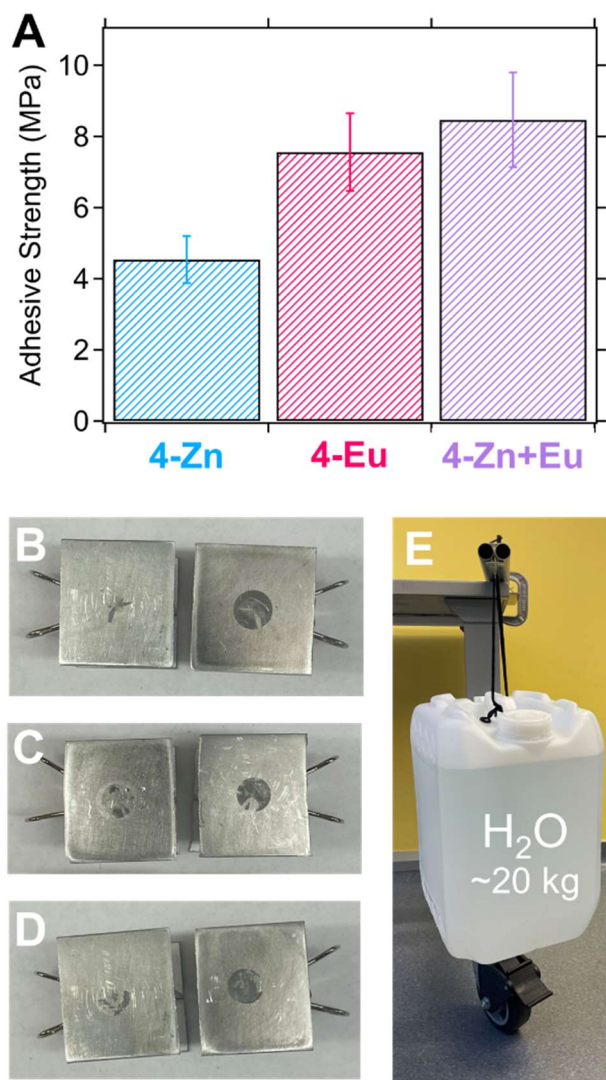 A
Adhesive Strength (MPa)
10
8
6
4
2
0
4-Zn
4-Eu
4-Zn+Eu
B
C
D
E
H₂O
~20 kg